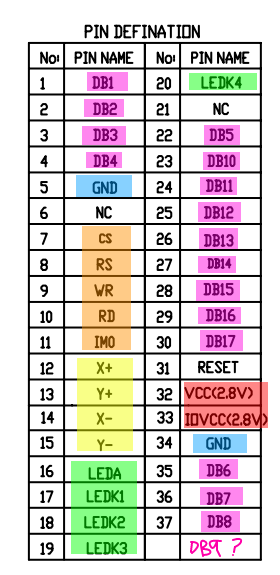 PIN DEFINATION
No: PIN NAME No: PIN NAME
1 DB1 20 LEDK4
2 DB2 21 NC
3 DB3 22 DB5
4 DB4 23 DB10
5 GND 24 DB11
6 NC 25 DB12
7 CS 26 DB13
8 RS 27 DB14
9 WR 28 DB15
10 RD 29 DB16
11 IM0 30 DB17
12 X+ 31 RESET
13 Y+ 32 VCC(2.8V)
14 X- 33 IOVCC(2.8V)
15 Y- 34 GND
16 LEDA 35 DB6
17 LEDK1 36 DB7
18 LEDK2 37 DB8
19 LEDK3 DB9 ?